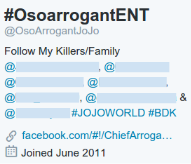 #OsoarrogantENT
@OsoArrogantJoJo
Follow My Killers/Family
@ , @
@ @
@ , @ &
@ #JOJOWORLD #BDK
facebook.com/#!/ChiefArroga...
Joined June 2011